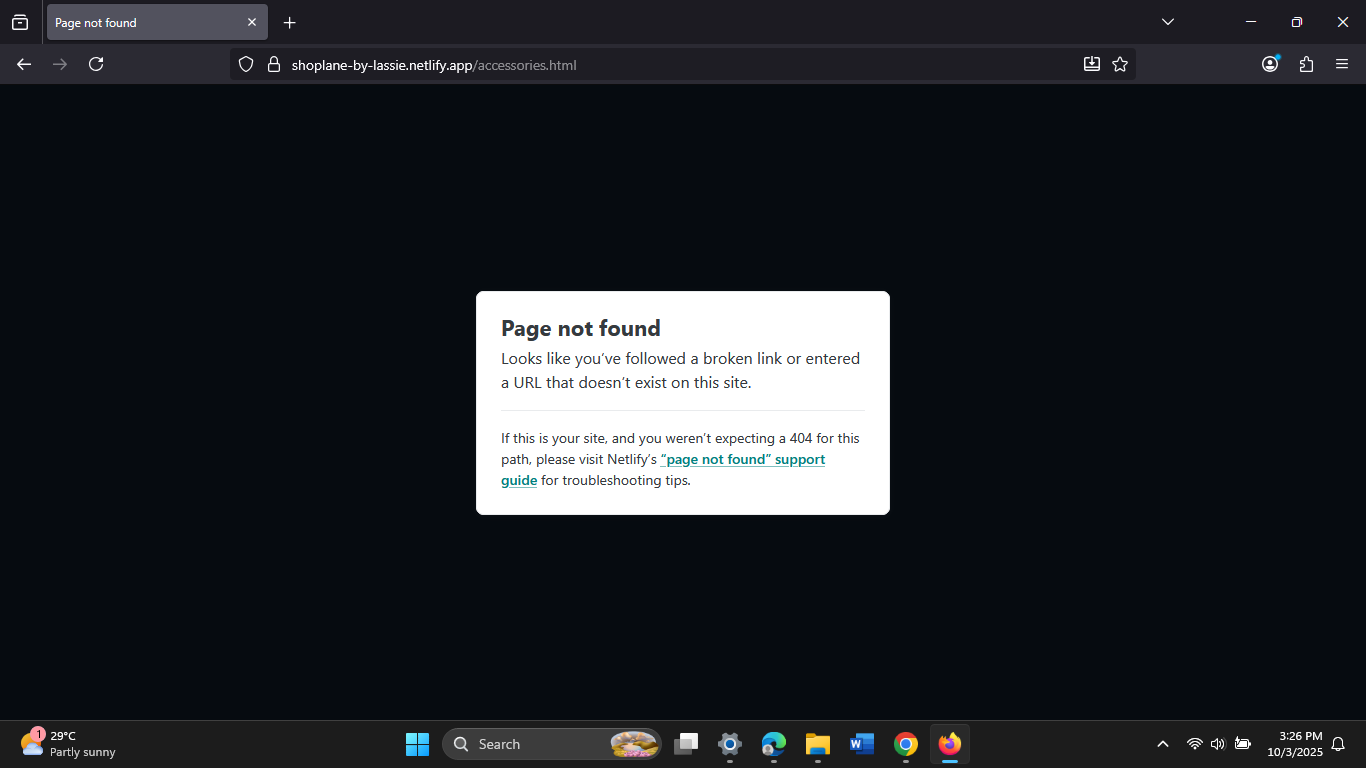 Page not found
shoplane-by-lassie.netlify.app/accessories.html
Page not found
Looks like you’ve followed a broken link or entered
a URL that doesn’t exist on this site.
If this is your site, and you weren’t expecting a 404 for this
path, please visit Netlify’s “page not found” support
guide for troubleshooting tips.
1
29°C
Partly sunny
Search
W
3:26 PM
10/3/2025